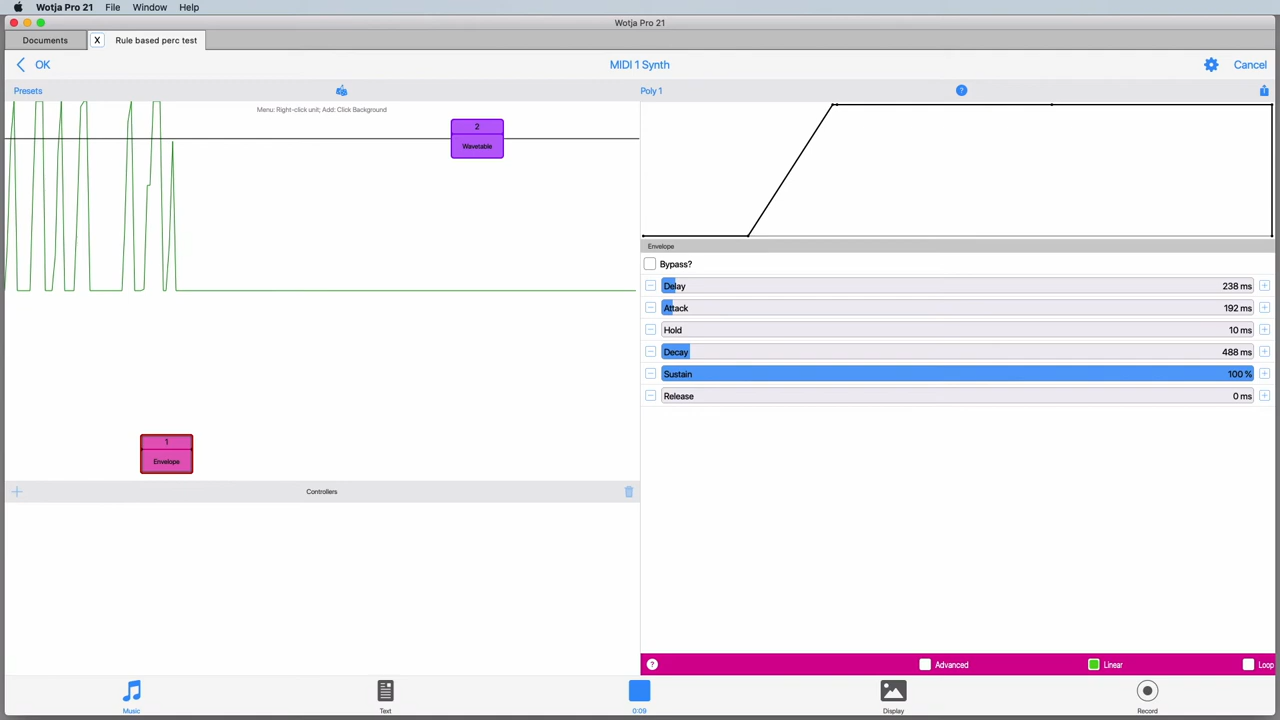 Wotja Pro 21 File Window Help
Wotja Pro 21
Documents X Rule based perc test
OK MIDI 1 Synth Cancel
Presets Poly 1 ?
Menu: Right-click unit; Add: Click Background
2
Wavetable
Envelope
Bypass?
Delay 238 ms
Attack 192 ms
Hold 10 ms
Decay 488 ms
Sustain 100 %
Release 0 ms
1
Envelope
Controllers
? Advanced Linear Loop
Music Text 0:09 Display Record